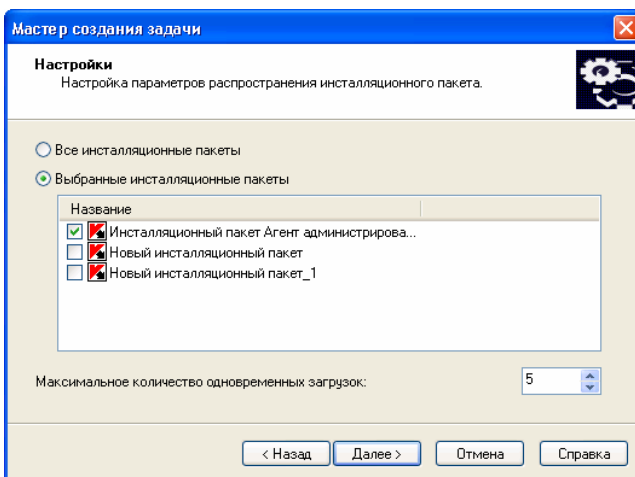 Мастер создания задачи
Настройки
Настройка параметров распространения инсталляционного пакета.
Все инсталляционные пакеты
Выбранные инсталляционные пакеты
Название
Инсталляционный пакет Агент администрирова...
Новый инсталляционный пакет
Новый инсталляционный пакет_1
Максимальное количество одновременных загрузок: 5
< Назад Далее > Отмена Справка